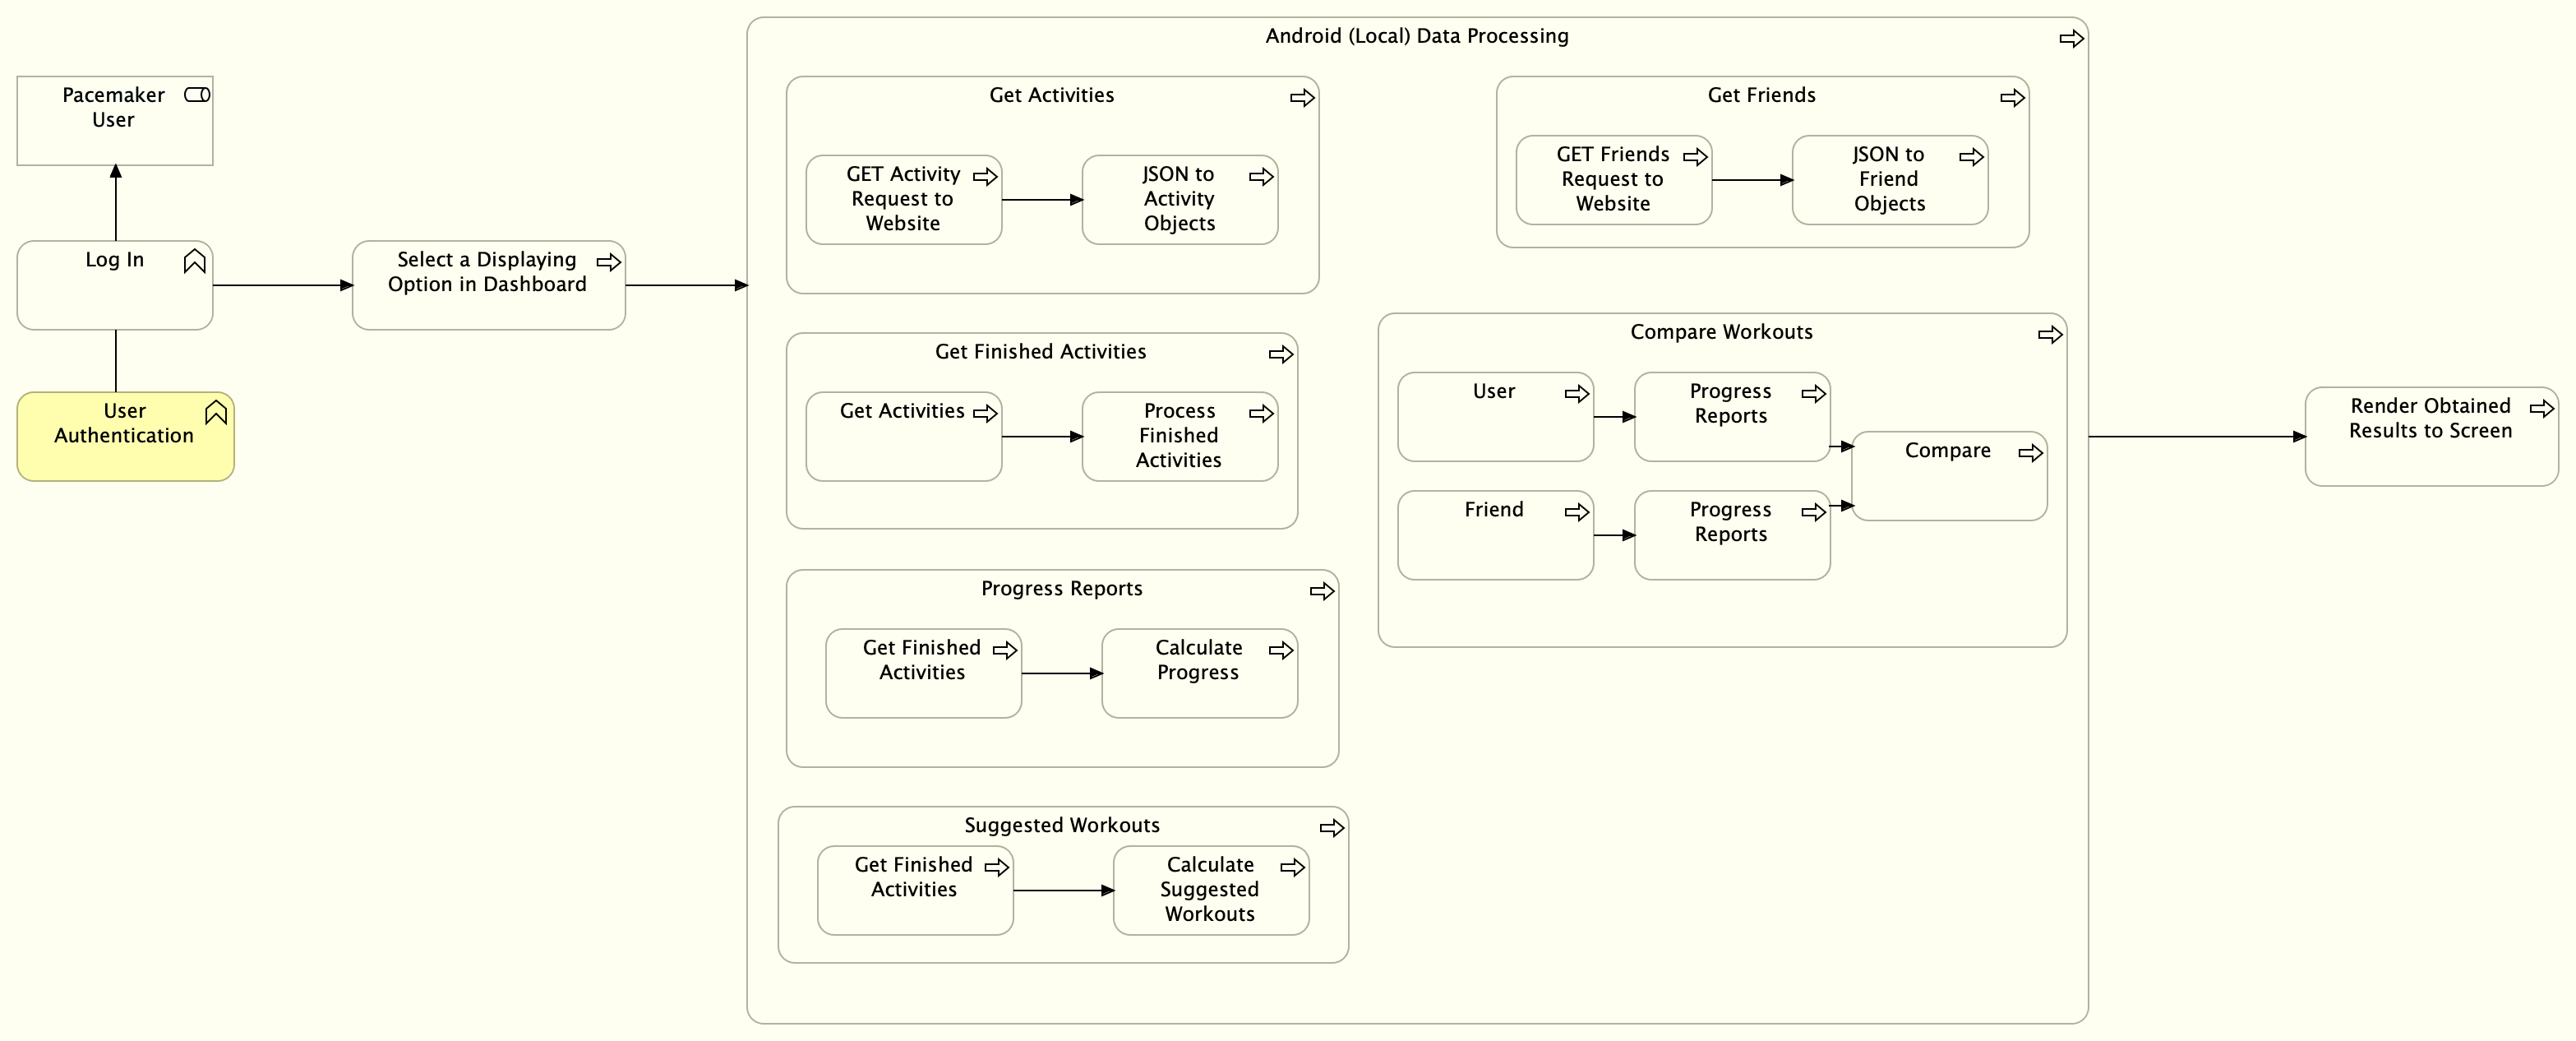 Pacemaker
User
Log In
User
Authentication
Select a Displaying
Option in Dashboard
Android (Local) Data Processing
Get Activities
GET Activity
Request to
Website
JSON to
Activity
Objects
Get Friends
GET Friends
Request to
Website
JSON to
Friend
Objects
Get Finished Activities
Get Activities
Process
Finished
Activities
Compare Workouts
User
Progress
Reports
Friend
Progress
Reports
Compare
Progress Reports
Get Finished
Activities
Calculate
Progress
Suggested Workouts
Get Finished
Activities
Calculate
Suggested
Workouts
Render Obtained
Results to Screen